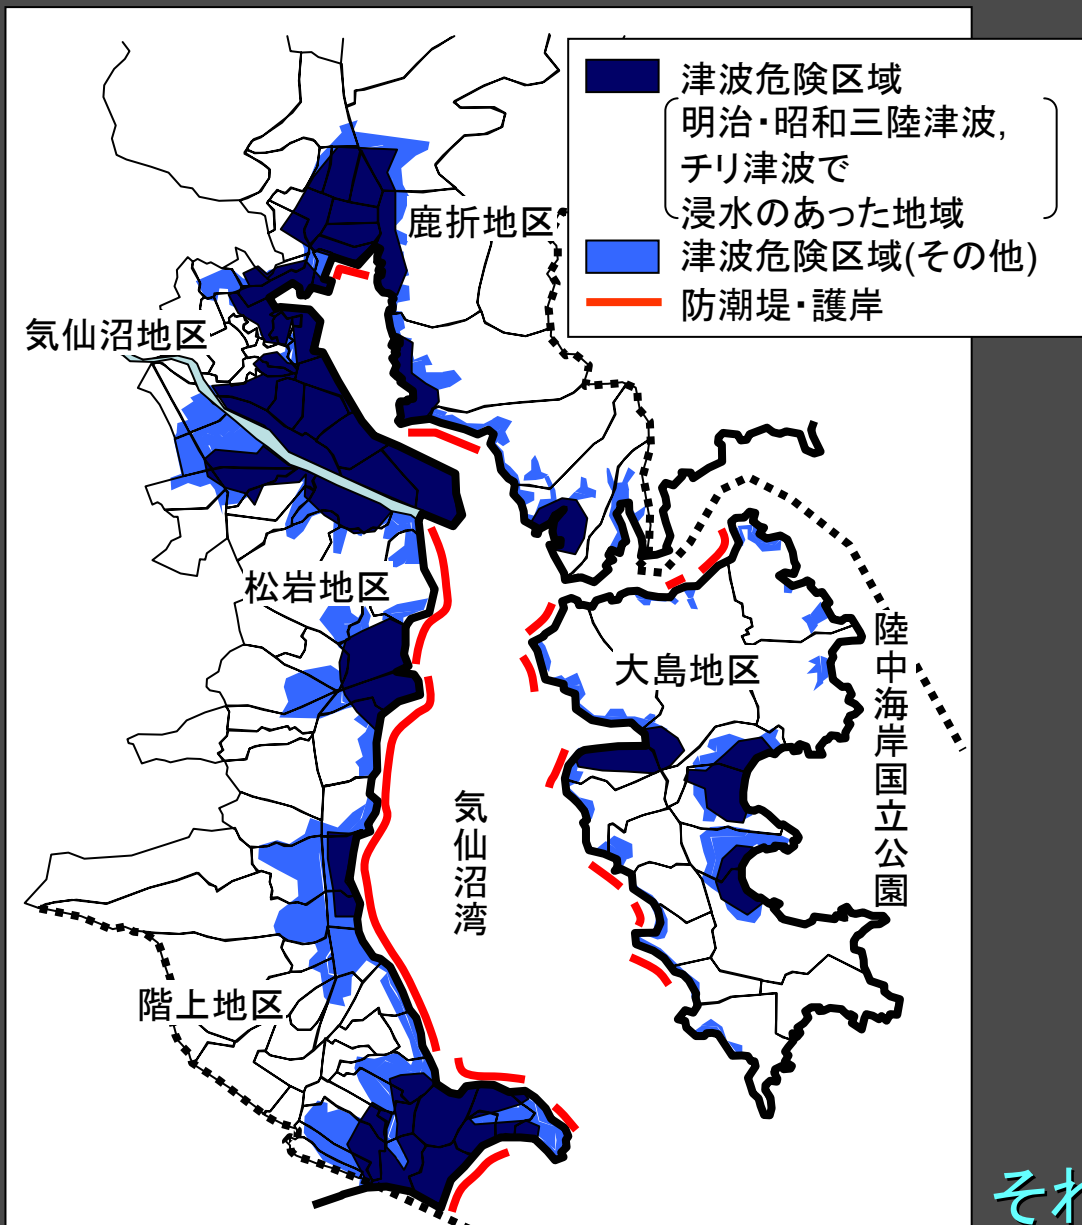 津波危険区域
明治・昭和三陸津波,
チリ津波で
浸水のあった地域
津波危険区域(その他)
防潮堤・護岸
鹿折地区
気仙沼地区
松岩地区
大島地区
陸中海岸国立公園
気仙沼湾
階上地区
それ